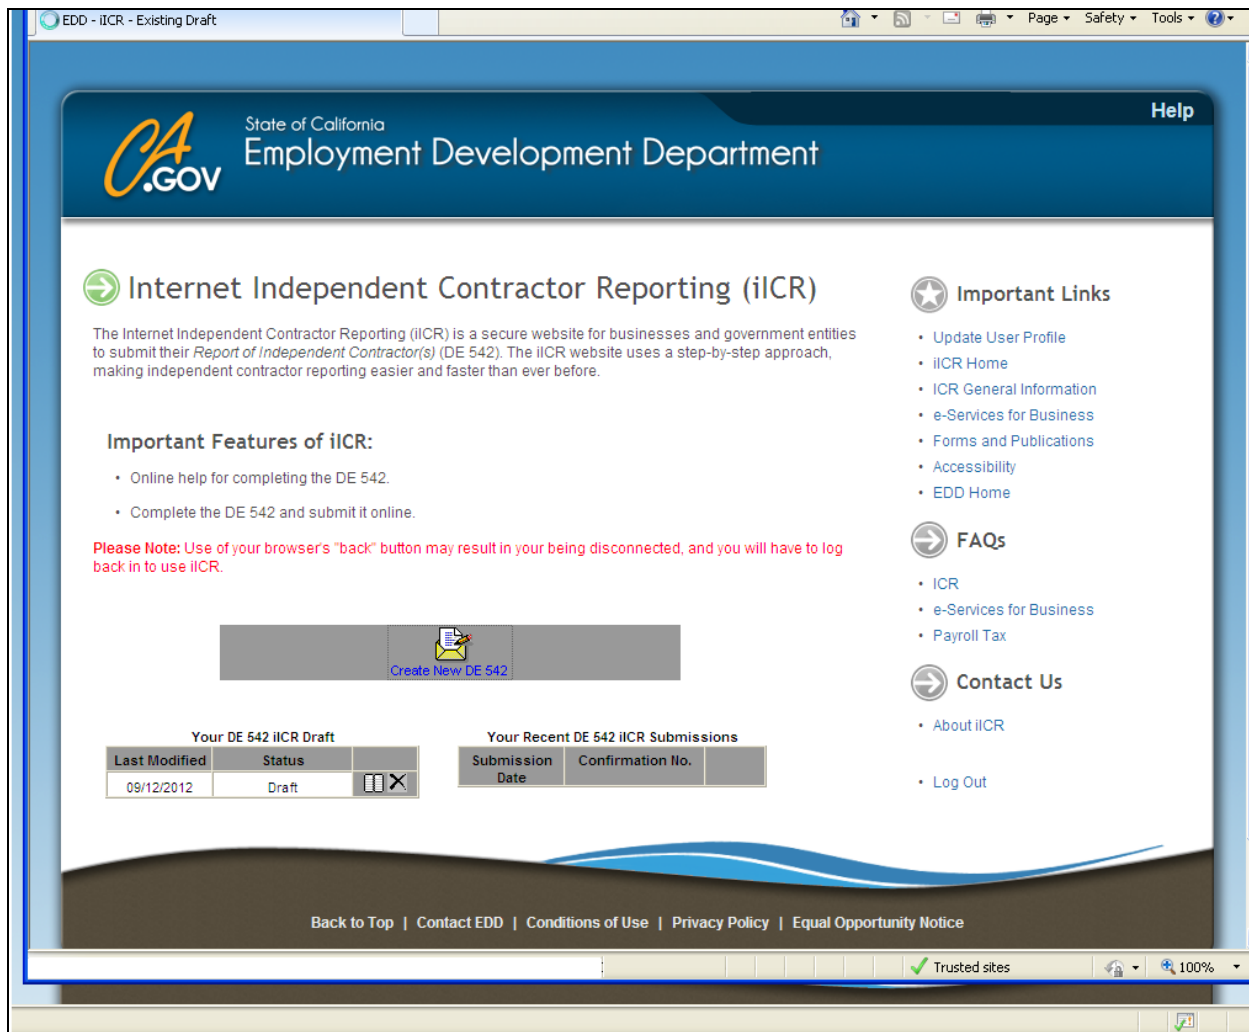 EDD - iICR - Existing Draft
Page
Safety
Tools
Help
CA
.GOV
State of California
Employment Development Department
Internet Independent Contractor Reporting (iICR)
The Internet Independent Contractor Reporting (iICR) is a secure website for businesses and government entities
to submit their Report of Independent Contractor(s) (DE 542). The iICR website uses a step-by-step approach,
making independent contractor reporting easier and faster than ever before.
Important Features of iICR:
• Online help for completing the DE 542.
• Complete the DE 542 and submit it online.
Please Note: Use of your browser's "back" button may result in your being disconnected, and you will have to log
back in to use iICR.
Create New DE 542
Your DE 542 iICR Draft
Last Modified Status
09/12/2012 Draft
Your Recent DE 542 iICR Submissions
Submission Date Confirmation No.
Important Links
• Update User Profile
• iICR Home
• ICR General Information
• e-Services for Business
• Forms and Publications
• Accessibility
• EDD Home
FAQs
• ICR
• e-Services for Business
• Payroll Tax
Contact Us
• About iICR
• Log Out
Back to Top | Contact EDD | Conditions of Use | Privacy Policy | Equal Opportunity Notice
Trusted sites
100%